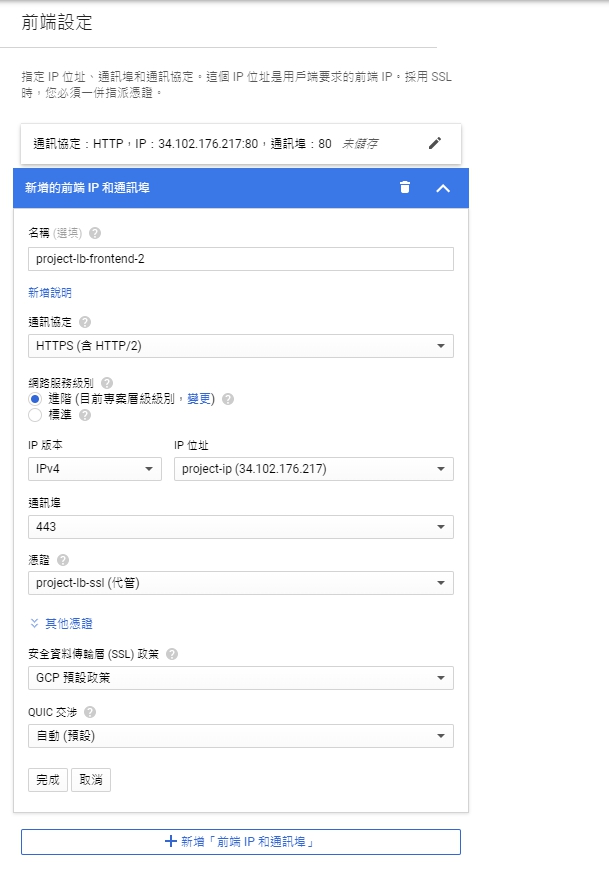 前端設定
指定 IP 位址、通訊埠和通訊協定。這個 IP 位址是用戶端要求的前端 IP。採用 SSL
時，您必須一併指派憑證。
通訊協定：HTTP，IP：34.102.176.217:80，通訊埠：80 未儲存
新增的前端 IP 和通訊埠
名稱 (選填)
project-lb-frontend-2
新增說明
通訊協定
HTTPS (含 HTTP/2)
網路服務級別
進階 (目前專案層級級別，變更)
標準
IP 版本 IP 位址
IPv4 project-ip (34.102.176.217)
通訊埠
443
憑證
project-lb-ssl (代管)
其他憑證
安全資料傳輸層 (SSL) 政策
GCP 預設政策
QUIC 交涉
自動 (預設)
完成 取消
新增「前端 IP 和通訊埠」